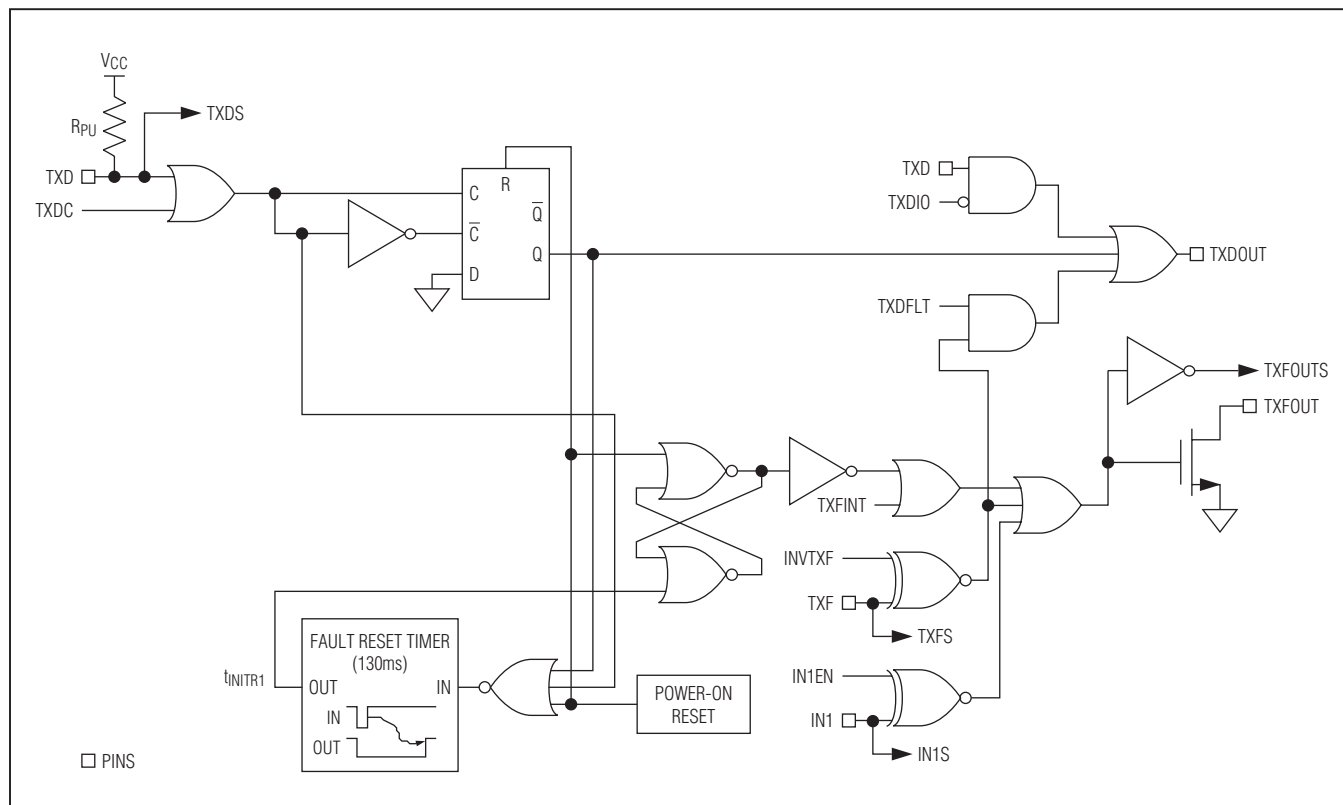 VCC
RPU
TXDS
TXD
TXDC
C
R
Q
C
Q
D
TXD
TXDIO
TXDOUT
TXDFLT
TXFOUTS
TXFOUT
TXFINT
INVTXF
TXF
TXFS
IN1EN
IN1
IN1S
FAULT RESET TIMER
(130ms)
tINITR1
OUT
IN
IN
OUT
POWER-ON
RESET
PINS